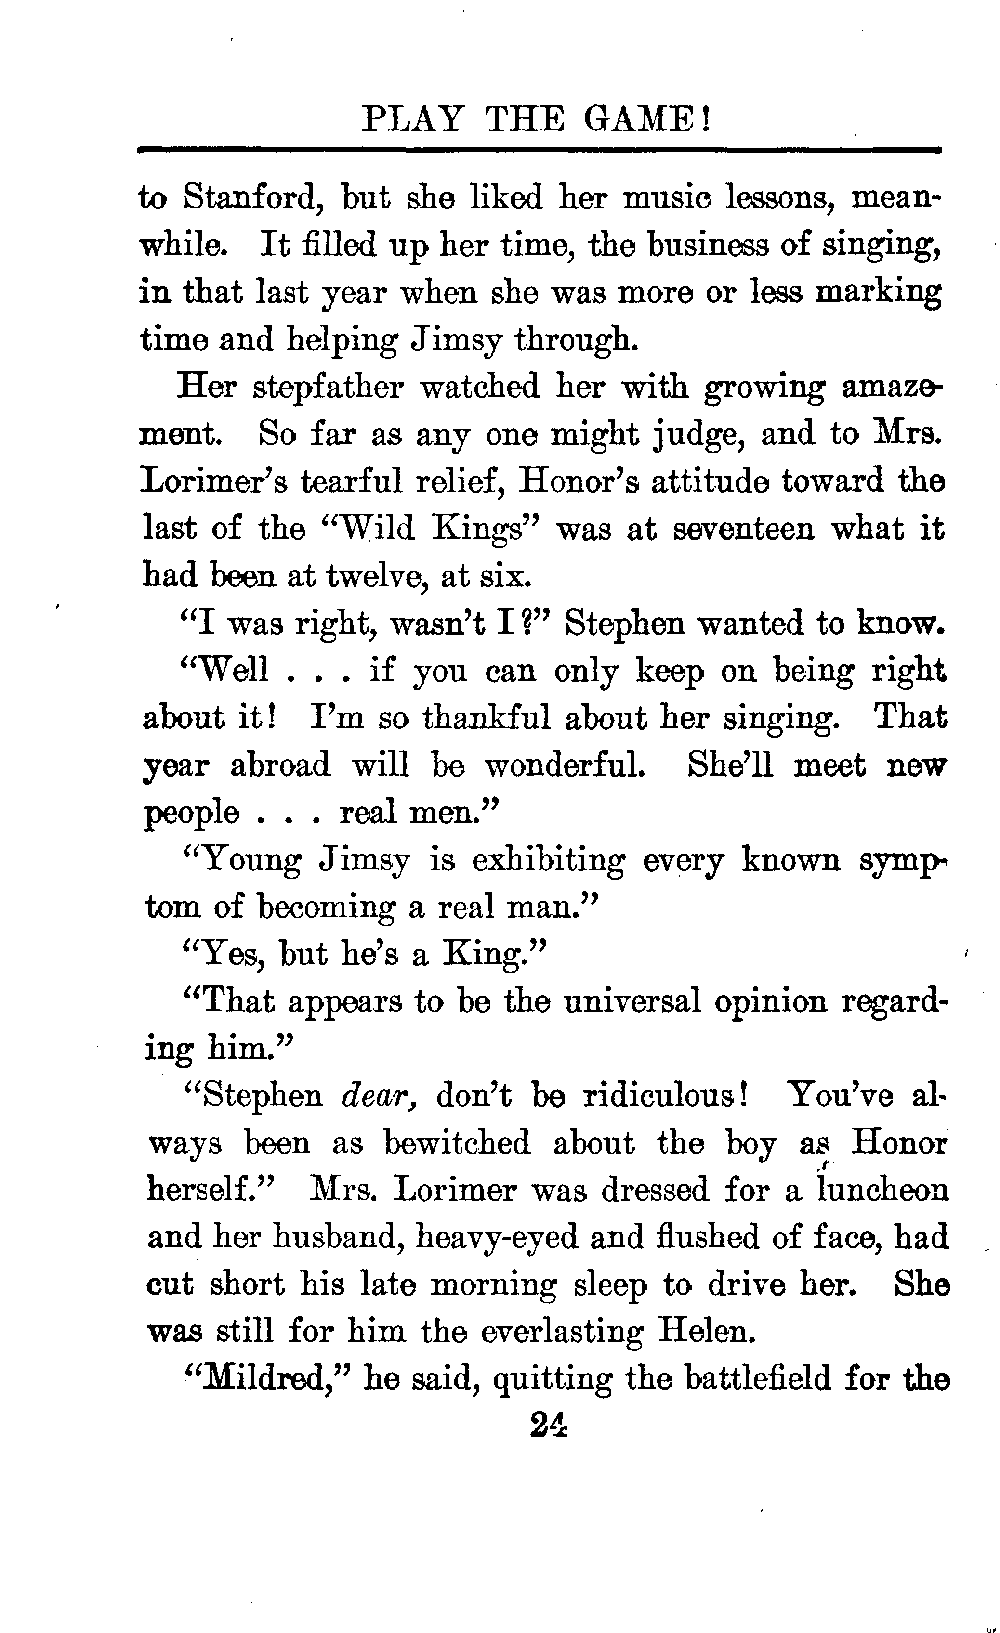 PLAY THE GAME!
to Stanford, but she liked her music lessons, mean-
while. It filled up her time, the business of singing,
in that last year when she was more or less marking
time and helping Jimsy through.
Her stepfather watched her with growing amaze-
ment. So far as any one might judge, and to Mrs.
Lorimer's tearful relief, Honor's attitude toward the
last of the “Wild Kings” was at seventeen what it
had been at twelve, at six.
“I was right, wasn't I?” Stephen wanted to know.
“Well . . . if you can only keep on being right
about it! I'm so thankful about her singing. That
year abroad will be wonderful. She'll meet new
people . . . real men.”
“Young Jimsy is exhibiting every known symp-
tom of becoming a real man.”
“Yes, but he's a King.”
“That appears to be the universal opinion regard-
ing him.”
“Stephen dear, don't be ridiculous! You've al-
ways been as bewitched about the boy as Honor
herself.” Mrs. Lorimer was dressed for a luncheon
and her husband, heavy-eyed and flushed of face, had
cut short his late morning sleep to drive her. She
was still for him the everlasting Helen.
“Mildred,” he said, quitting the battlefield for the
24